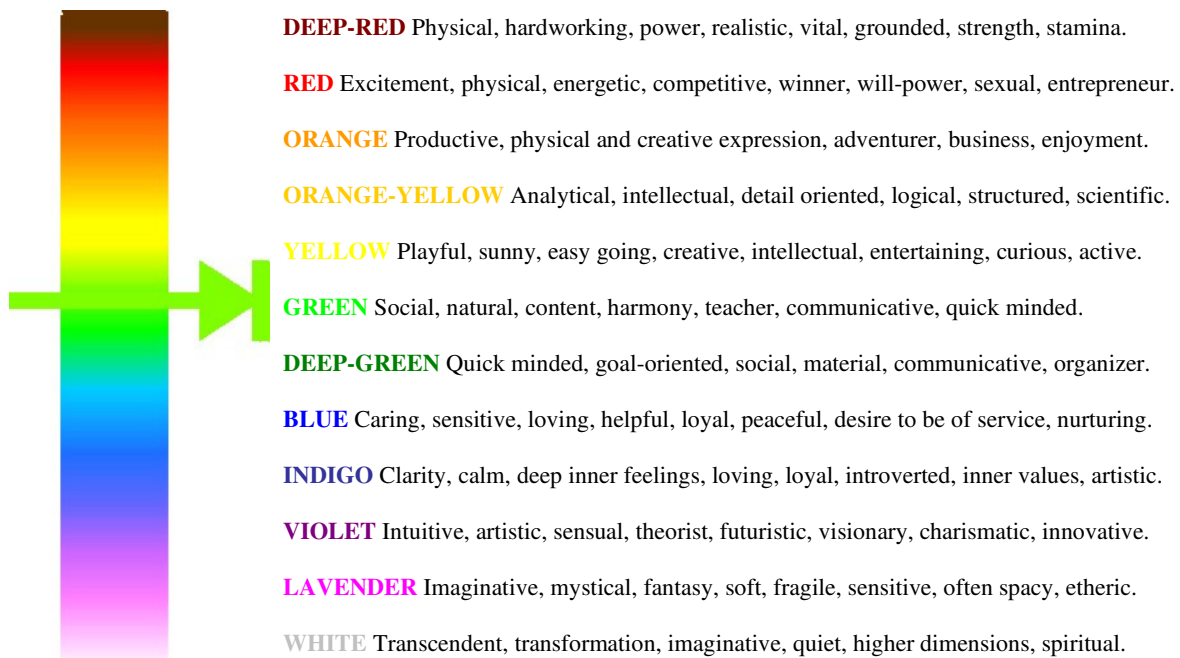 DEEP-RED Physical, hardworking, power, realistic, vital, grounded, strength, stamina.
RED Excitement, physical, energetic, competitive, winner, will-power, sexual, entrepreneur.
ORANGE Productive, physical and creative expression, adventurer, business, enjoyment.
ORANGE-YELLOW Analytical, intellectual, detail oriented, logical, structured, scientific.
YELLOW Playful, sunny, easy going, creative, intellectual, entertaining, curious, active.
GREEN Social, natural, content, harmony, teacher, communicative, quick minded.
DEEP-GREEN Quick minded, goal-oriented, social, material, communicative, organizer.
BLUE Caring, sensitive, loving, helpful, loyal, peaceful, desire to be of service, nurturing.
INDIGO Clarity, calm, deep inner feelings, loving, loyal, introverted, inner values, artistic.
VIOLET Intuitive, artistic, sensual, theorist, futuristic, visionary, charismatic, innovative.
LAVENDER Imaginative, mystical, fantasy, soft, fragile, sensitive, often spacy, etheric.
WHITE Transcendent, transformation, imaginative, quiet, higher dimensions, spiritual.